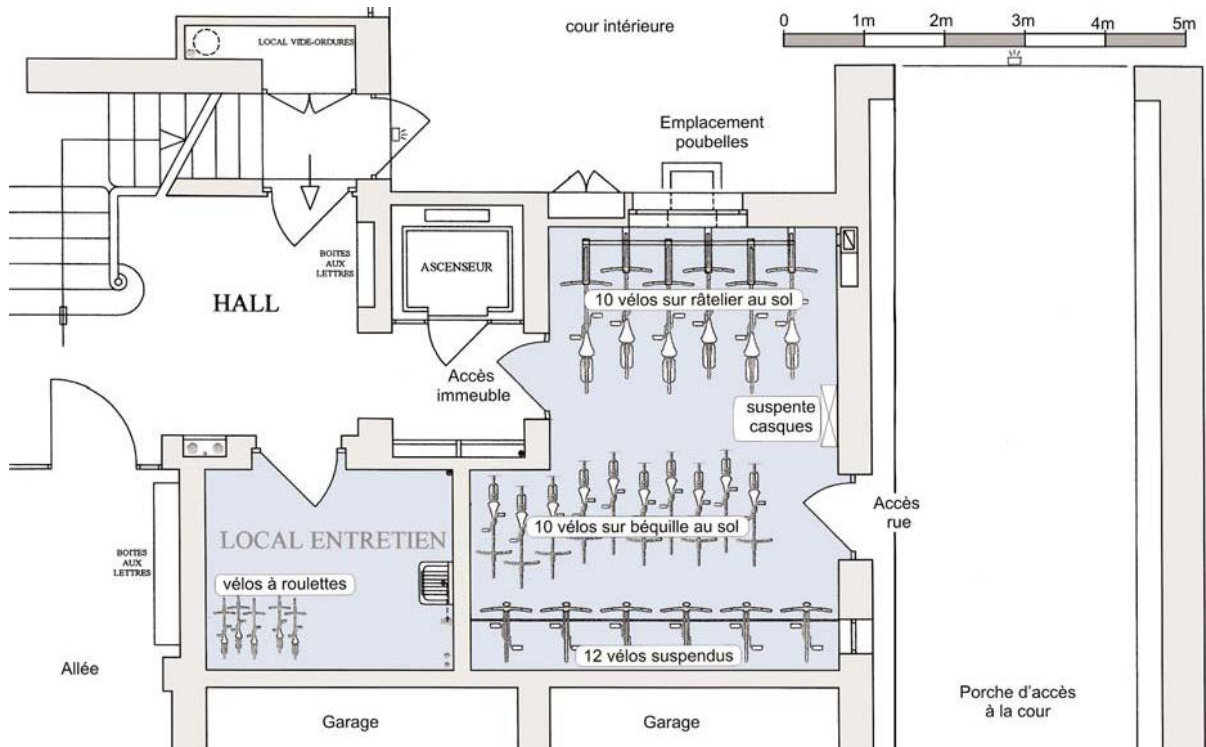 cour intérieure
0 1m 2m 3m 4m 5m
LOCAL VIDE-ORDURES
Emplacement
poubelles
BOITES
AUX
LETTRES
ASCENSEUR
HALL
10 vélos sur râtelier au sol
Accès
immeuble
suspente
casques
Accès
rue
10 vélos sur béquille au sol
LOCAL ENTRETIEN
BOITES
AUX
LETTRES
vélos à roulettes
12 vélos suspendus
Allée
Garage
Garage
Porche d'accès
à la cour